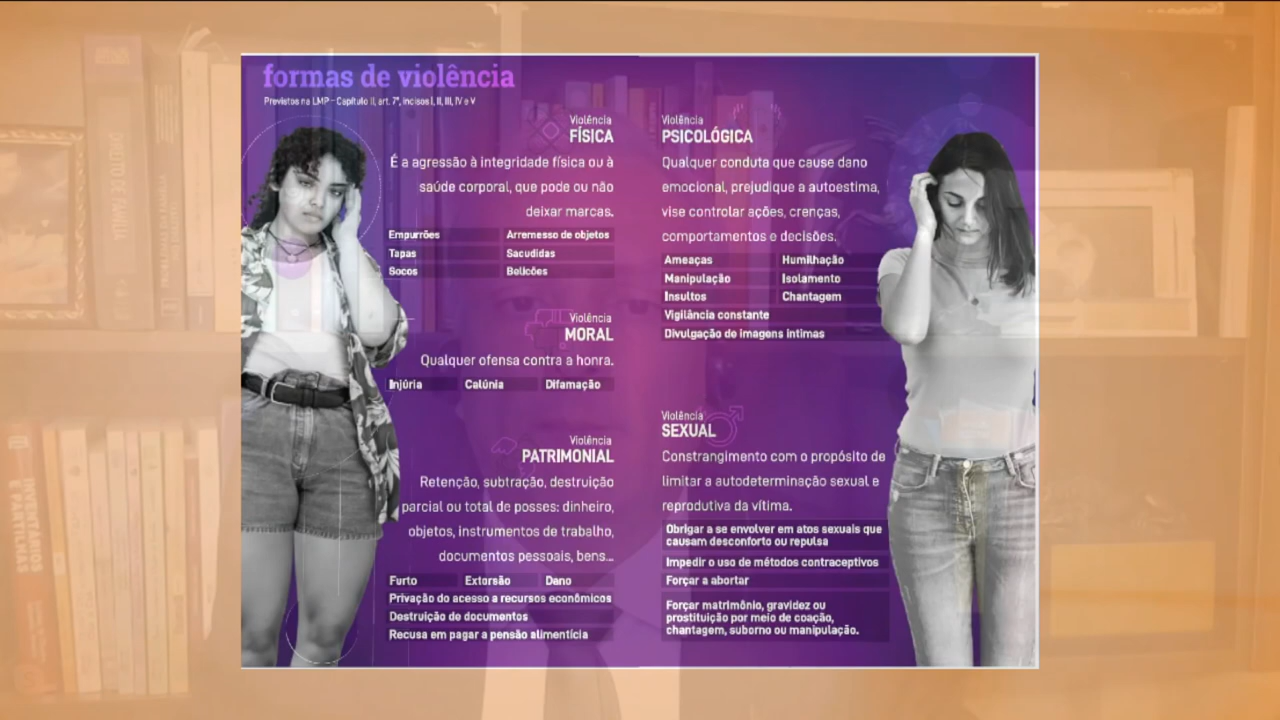 formas de violência
Previstos na LMP - Capítulo II, art. 7º, incisos I, II, III, IV e V
Violência
FÍSICA
É a agressão à integridade física ou à
saúde corporal, que pode ou não
deixar marcas.
Empurrões
Arremesso de objetos
Tapas
Sacudidas
Socos
Beliscões
Violência
MORAL
Qualquer ofensa contra a honra.
Injúria
Calúnia
Difamação
Violência
PATRIMONIAL
Retenção, subtração, destruição
parcial ou total de posses: dinheiro,
objetos, instrumentos de trabalho,
documentos pessoais, bens...
Furto
Extorsão
Dano
Privação do acesso a recursos econômicos
Destruição de documentos
Recusa em pagar a pensão alimentícia
Violência
PSICOLÓGICA
Qualquer conduta que cause dano
emocional, prejudique a autoestima,
vise controlar ações, crenças,
comportamentos e decisões.
Ameaças
Humilhação
Manipulação
Isolamento
Insultos
Chantagem
Vigilância constante
Divulgação de imagens intimas
Violência
SEXUAL
Constrangimento com o propósito de
limitar a autodeterminação sexual e
reprodutiva da vítima.
Obrigar a se envolver em atos sexuais que
causam desconforto ou repulsa
Impedir o uso de métodos contraceptivos
Forçar a abortar
Forçar matrimônio, gravidez ou
prostituição por meio de coação,
chantagem, suborno ou manipulação.
DIREITO DE FAMÍLIA
INVENTÁRIOS
E PARTILHAS